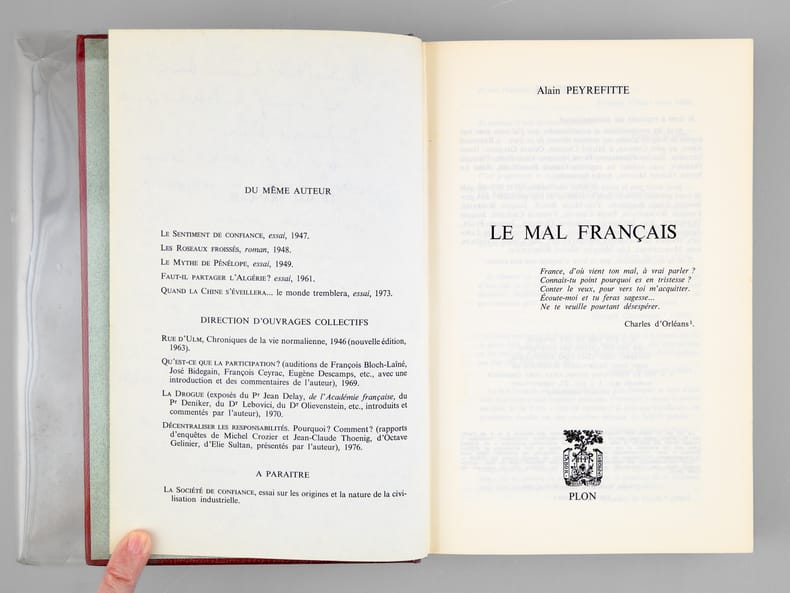 DU MÊME AUTEUR
LE SENTIMENT DE CONFIANCE, essai, 1947.
LES ROSEAUX FROISSÉS, roman, 1948.
LE MYTHE DE PÉNÉLOPE, essai, 1949.
FAUT-IL PARTAGER L'ALGÉRIE? essai, 1961.
QUAND LA CHINE S'ÉVEILLERA... le monde tremblera, essai, 1973.
DIRECTION D'OUVRAGES COLLECTIFS
RUE D'ULM, Chroniques de la vie normalienne, 1946 (nouvelle édition,
1963).
QU'EST-CE QUE LA PARTICIPATION? (auditions de François Bloch-Laîné,
José Bidegain, François Ceyrac, Eugène Descamps, etc., avec une
introduction et des commentaires de l'auteur), 1969.
LA DROGUE (exposés du Pr Jean Delay, de l'Académie française, du
Pr Deniker, du Dr Lebovici, du Dr Olievenstein, etc., introduits et
commentés par l'auteur), 1970.
DÉCENTRALISER LES RESPONSABILITÉS. Pourquoi? Comment? (rapports
d'enquêtes de Michel Crozier et Jean-Claude Thoenig, d'Octave
Gelinier, d'Elie Sultan, présentés par l'auteur), 1976.
A PARAITRE
LA SOCIÉTÉ DE CONFIANCE, essai sur les origines et la nature de la civi-
lisation industrielle.
Alain PEYREFITTE
LE MAL FRANÇAIS
France, d'où vient ton mal, à vrai parler ?
Connais-tu point pourquoi es en tristesse ?
Conter le veux, pour vers toi m'acquitter.
Écoute-moi et tu feras sagesse...
Ne te veuille pourtant désespérer.
Charles d'Orléans¹.
PLON